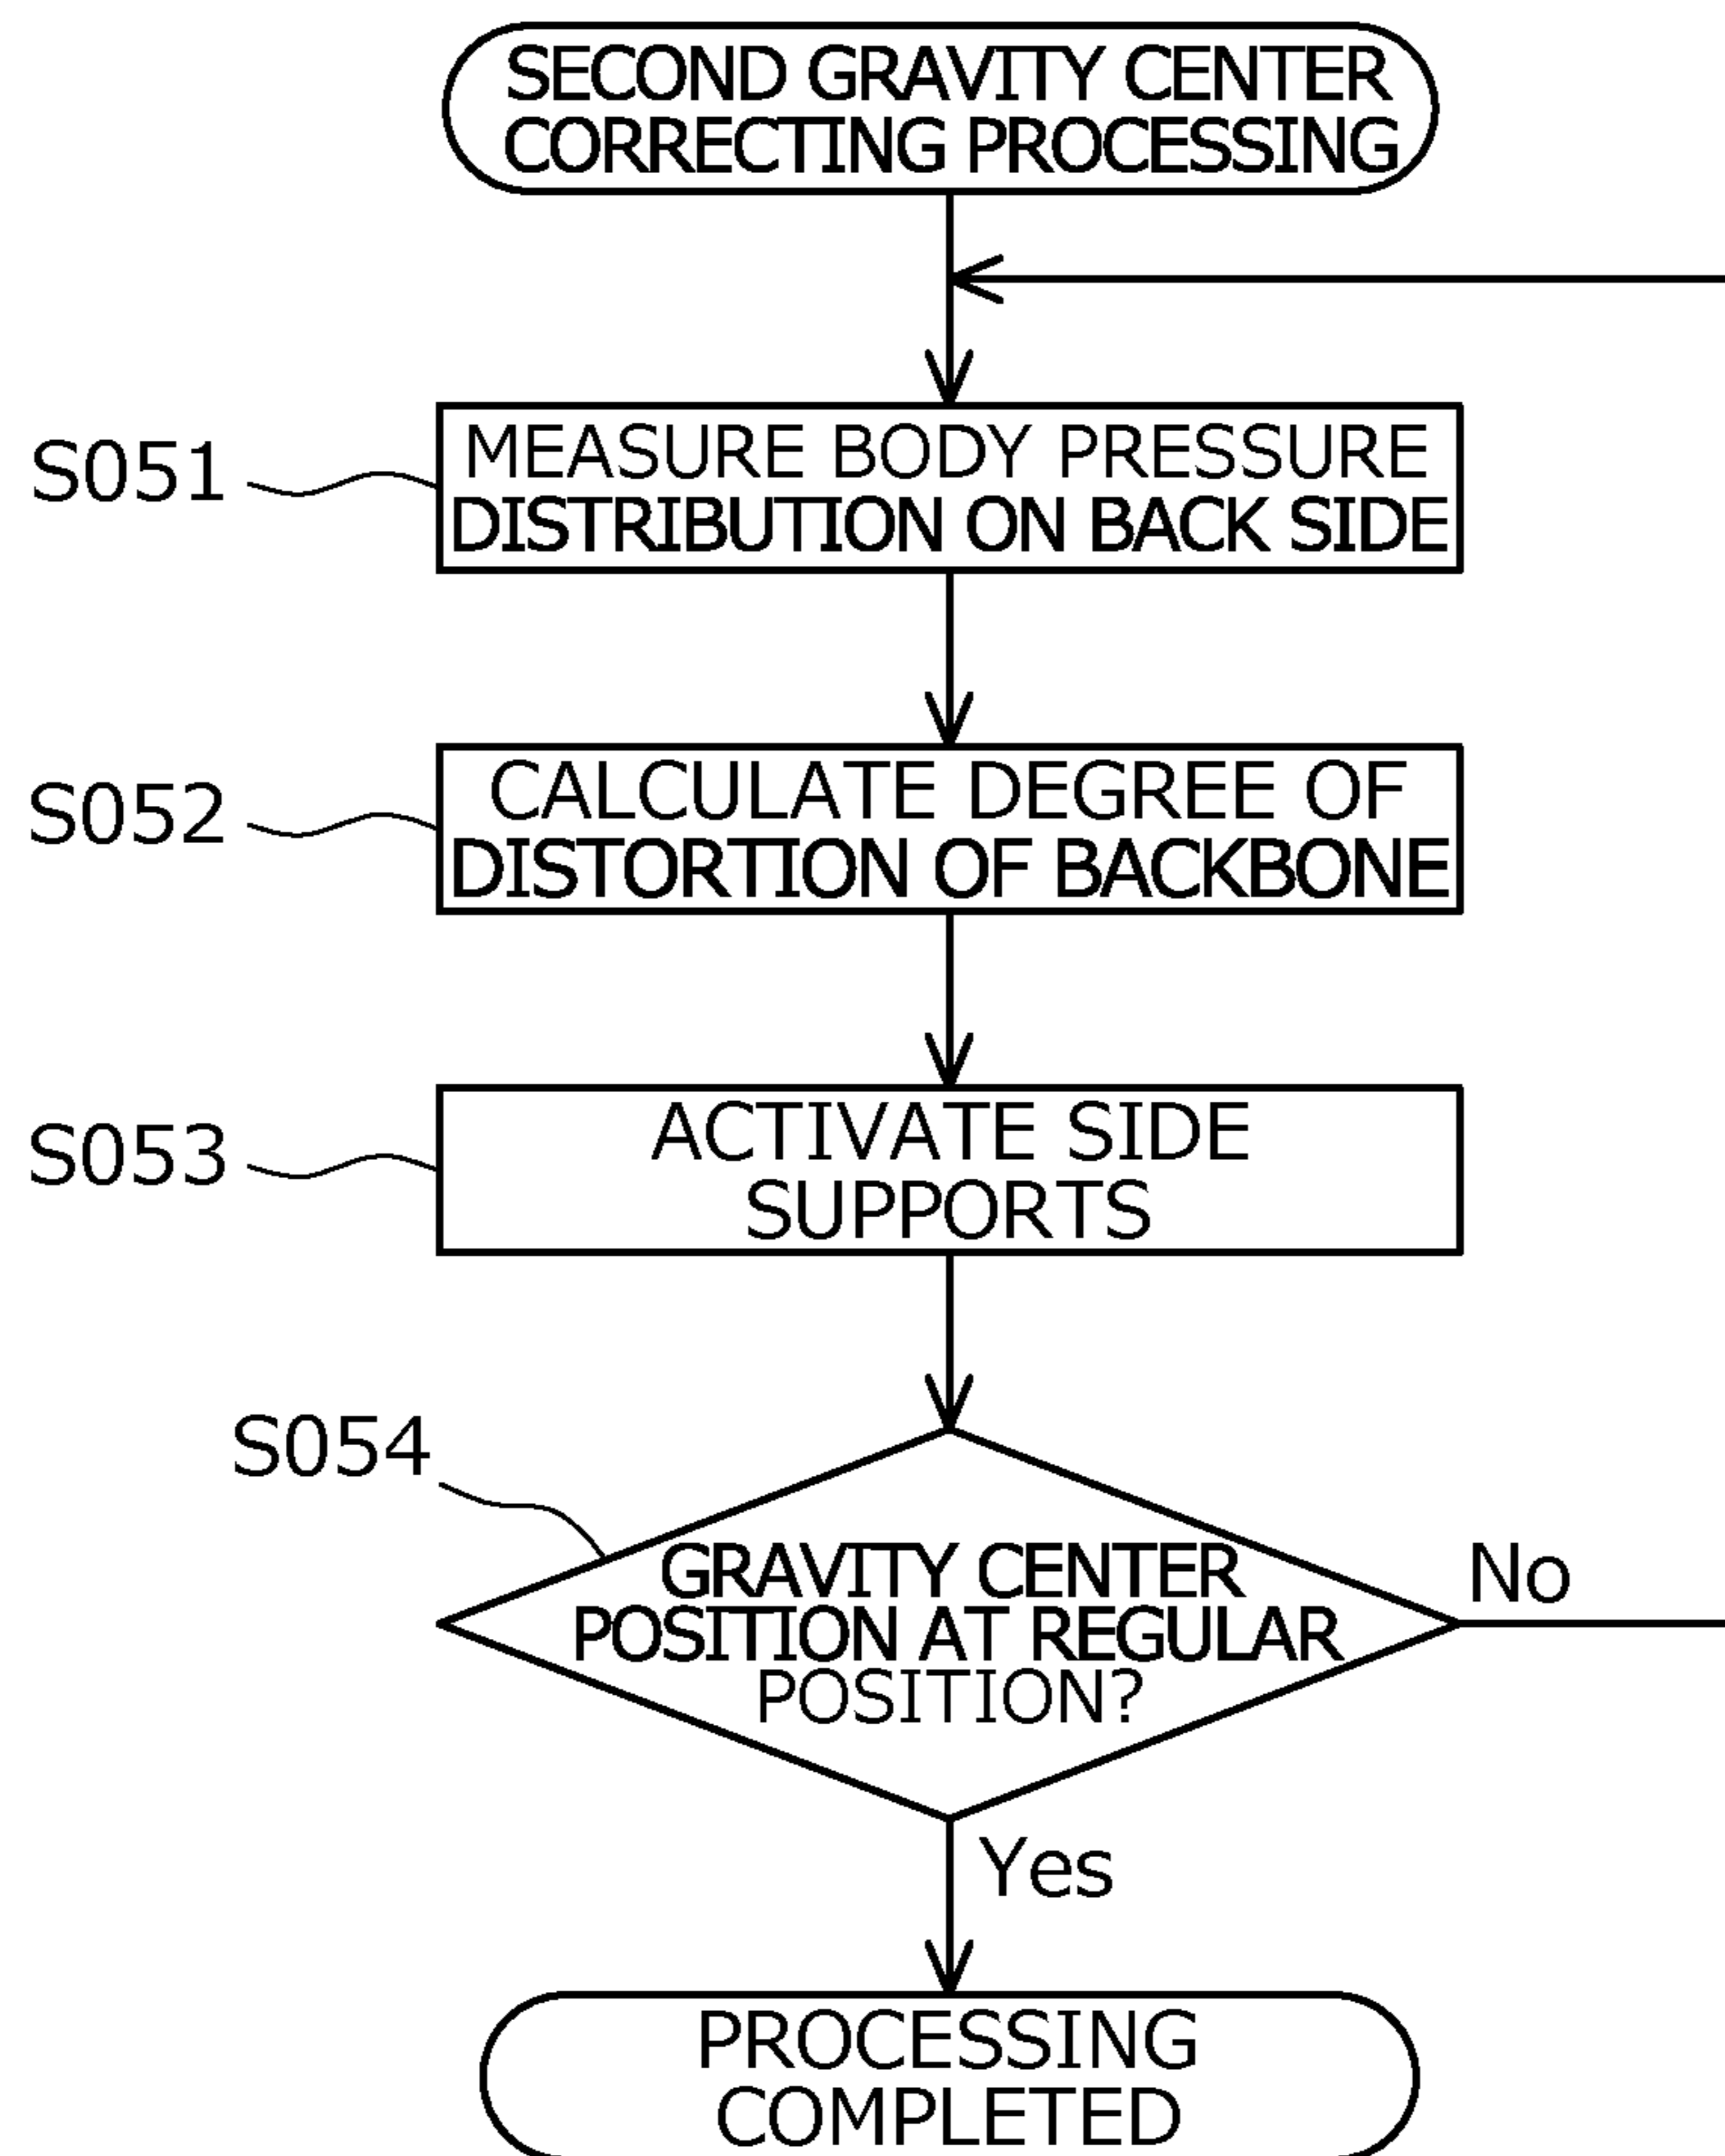 SECOND GRAVITY CENTER
CORRECTING PROCESSING
S051
MEASURE BODY PRESSURE
DISTRIBUTION ON BACK SIDE
S052
CALCULATE DEGREE OF
DISTORTION OF BACKBONE
S053
ACTIVATE SIDE
SUPPORTS
S054
GRAVITY CENTER
POSITION AT REGULAR
POSITION?
No
Yes
PROCESSING
COMPLETED